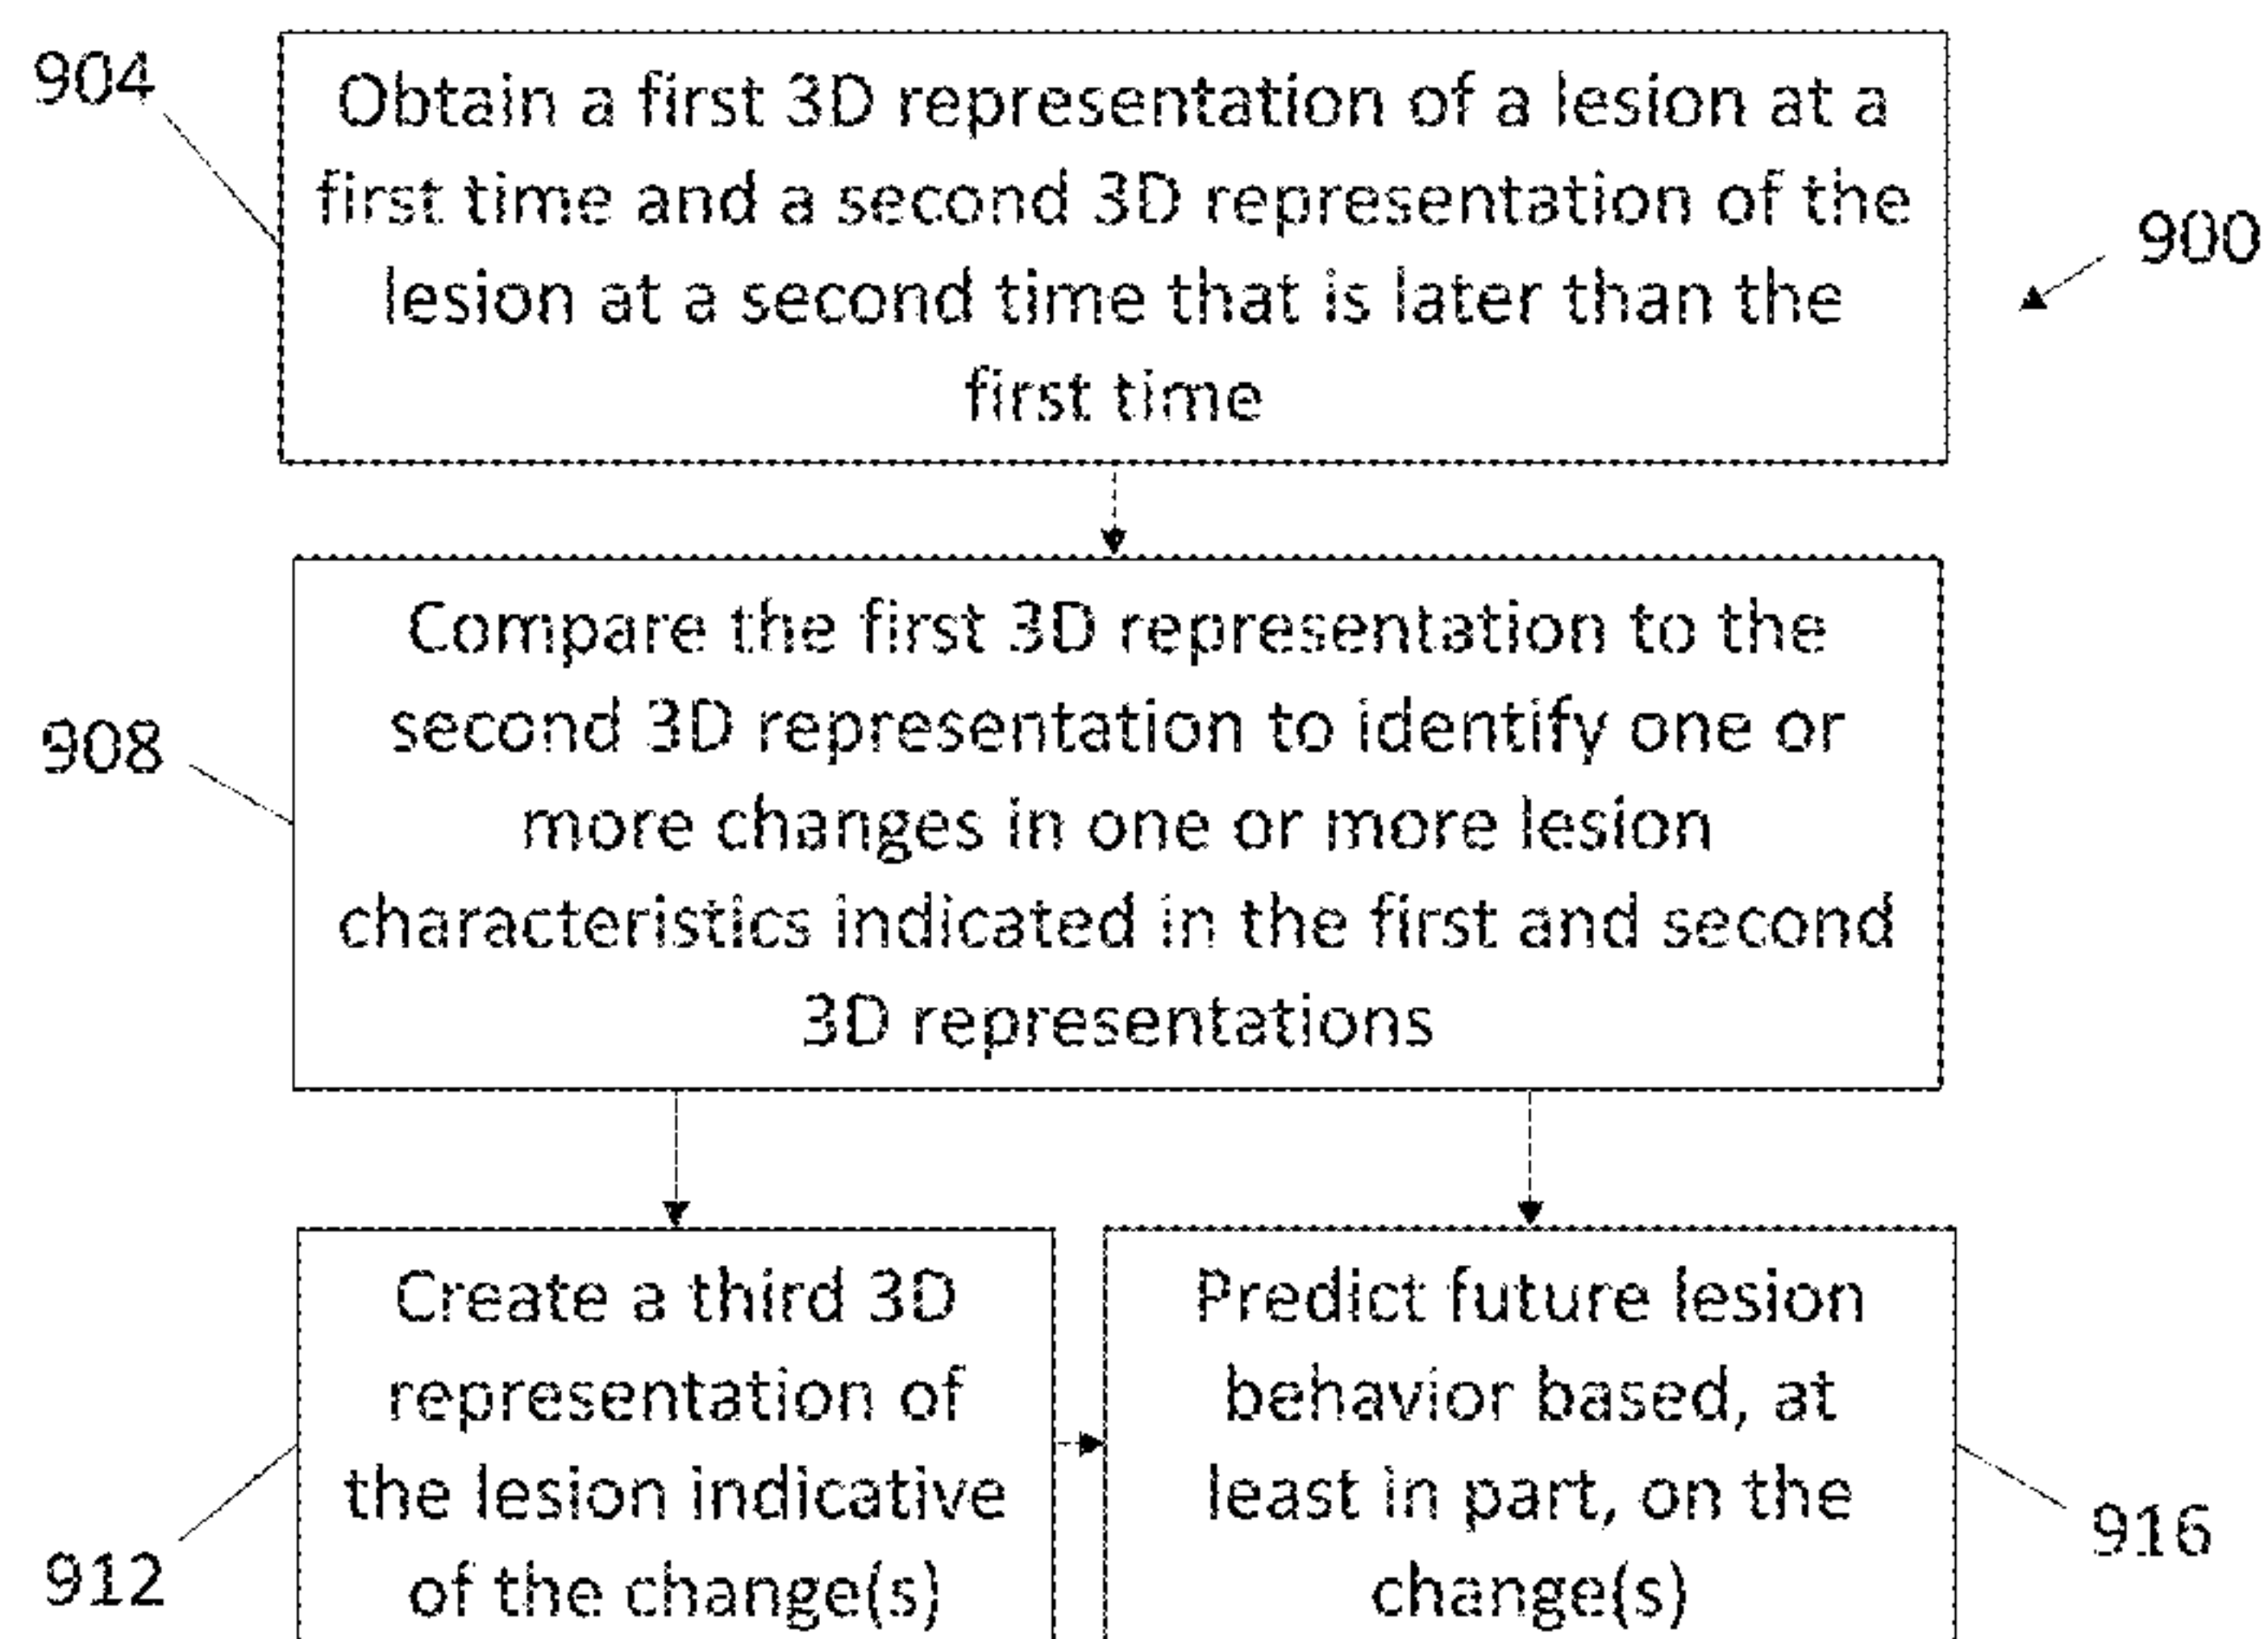 904
Obtain a first 3D representation of a lesion at a
first time and a second 3D representation of the
lesion at a second time that is later than the
first time
900
Compare the first 3D representation to the
second 3D representation to identify one or
more changes in one or more lesion
characteristics indicated in the first and second
3D representations
908
Create a third 3D
representation of
the lesion indicative
of the change(s)
912
Predict future lesion
behavior based, at
least in part, on the
change(s)
916